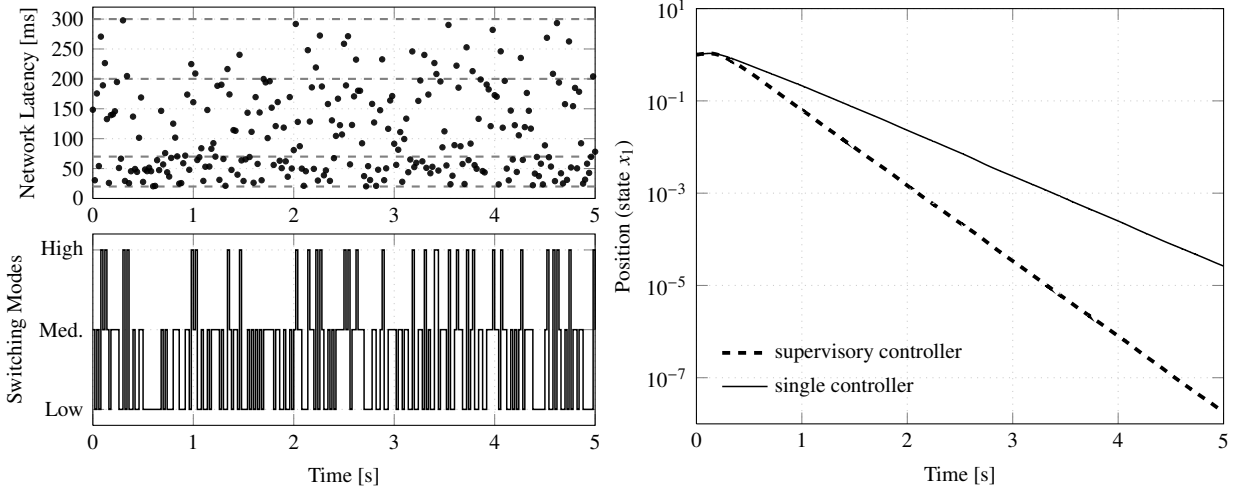 Network Latency [ms]
300
250
200
150
100
50
0
0 1 2 3 4 5
Switching Modes
High
Med.
Low
0 1 2 3 4 5
Time [s]
Position (state x₁)
10¹
10⁻¹
10⁻³
10⁻⁵
10⁻⁷
supervisory controller
single controller
0 1 2 3 4 5
Time [s]